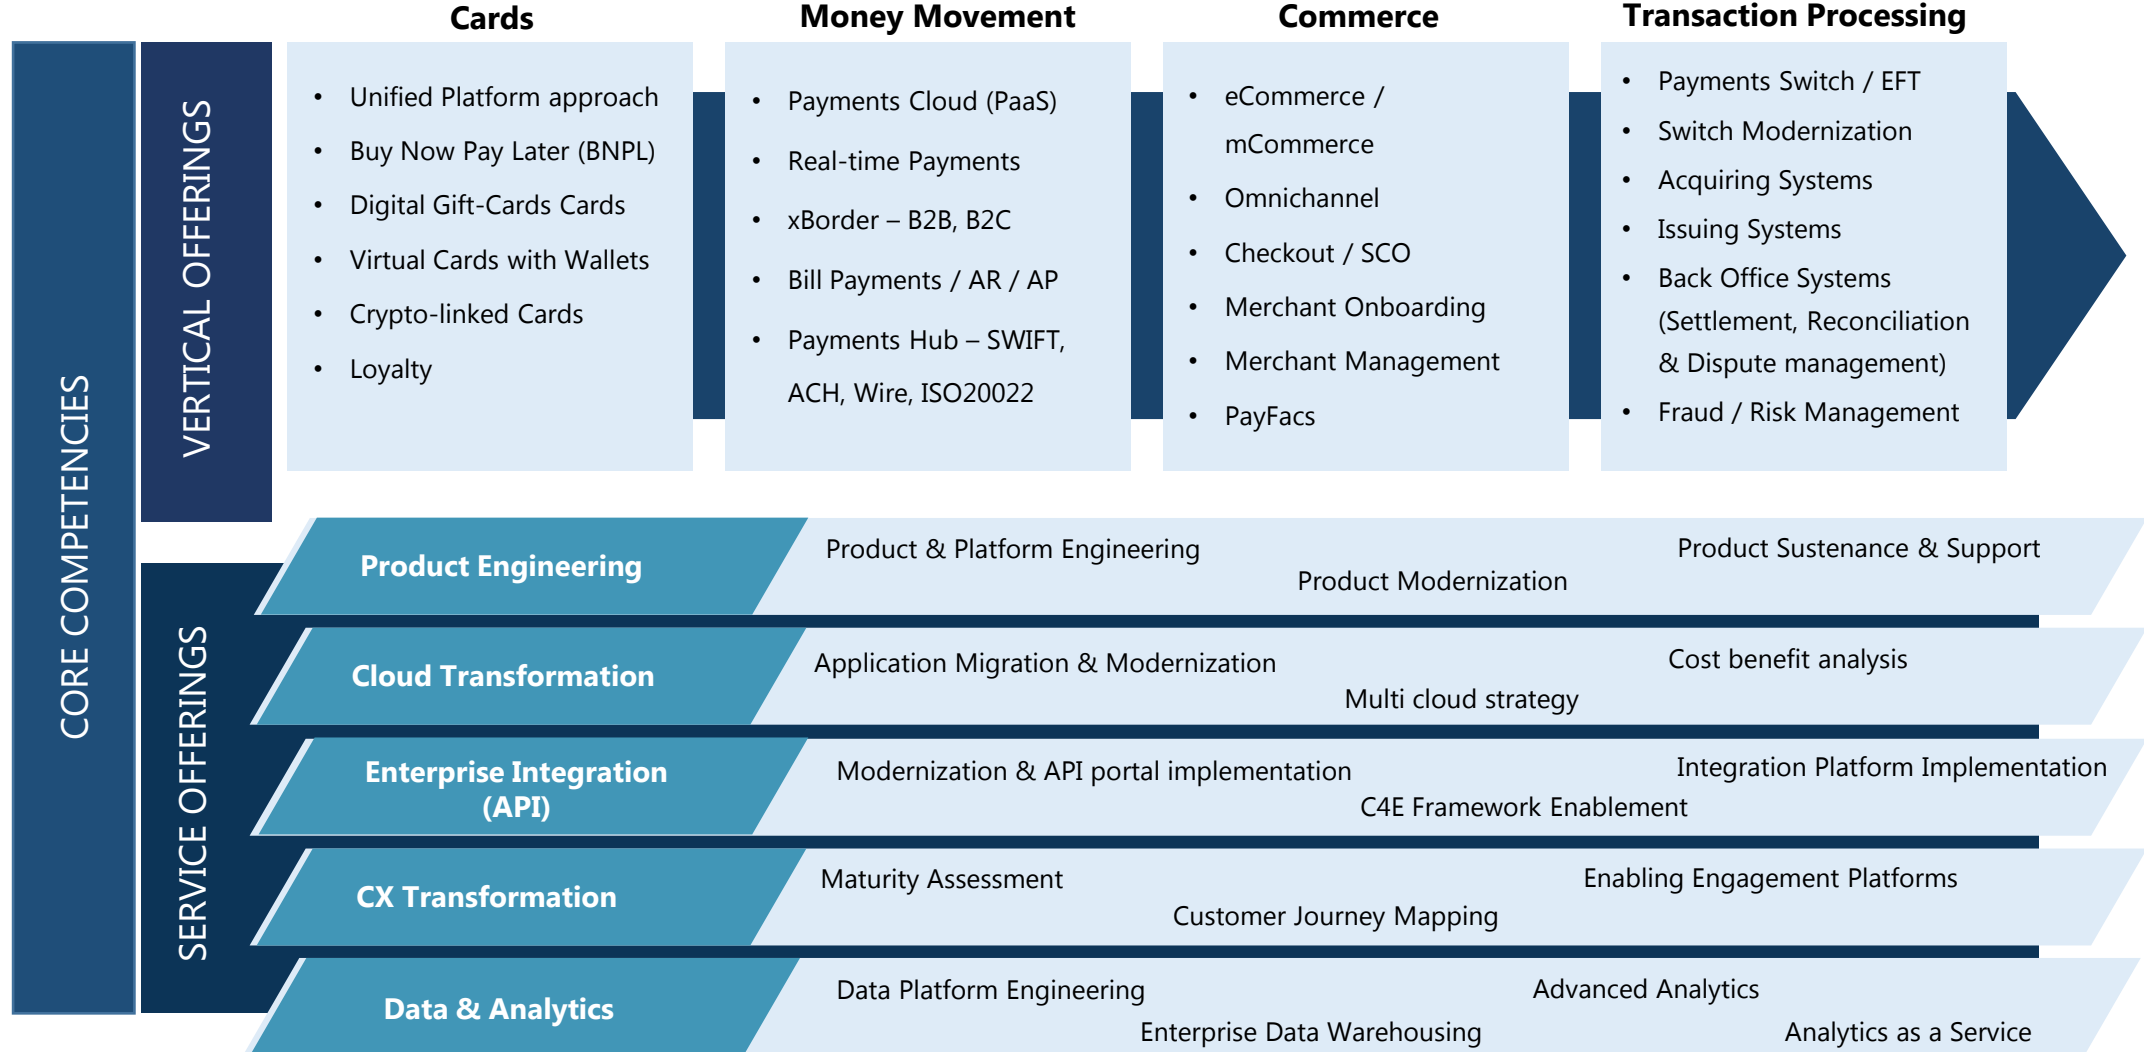 Cards
Money Movement
Commerce
Transaction Processing
CORE COMPETENCIES
VERTICAL OFFERINGS
• Unified Platform approach
• Buy Now Pay Later (BNPL)
• Digital Gift-Cards Cards
• Virtual Cards with Wallets
• Crypto-linked Cards
• Loyalty
• Payments Cloud (PaaS)
• Real-time Payments
• xBorder – B2B, B2C
• Bill Payments / AR / AP
• Payments Hub – SWIFT,
ACH, Wire, ISO20022
• eCommerce /
mCommerce
• Omnichannel
• Checkout / SCO
• Merchant Onboarding
• Merchant Management
• PayFacs
• Payments Switch / EFT
• Switch Modernization
• Acquiring Systems
• Issuing Systems
• Back Office Systems
(Settlement, Reconciliation
& Dispute management)
• Fraud / Risk Management
SERVICE OFFERINGS
Product Engineering
Product & Platform Engineering
Product Modernization
Product Sustenance & Support
Cloud Transformation
Application Migration & Modernization
Multi cloud strategy
Cost benefit analysis
Enterprise Integration
(API)
Modernization & API portal implementation
C4E Framework Enablement
Integration Platform Implementation
CX Transformation
Maturity Assessment
Customer Journey Mapping
Enabling Engagement Platforms
Data & Analytics
Data Platform Engineering
Enterprise Data Warehousing
Advanced Analytics
Analytics as a Service